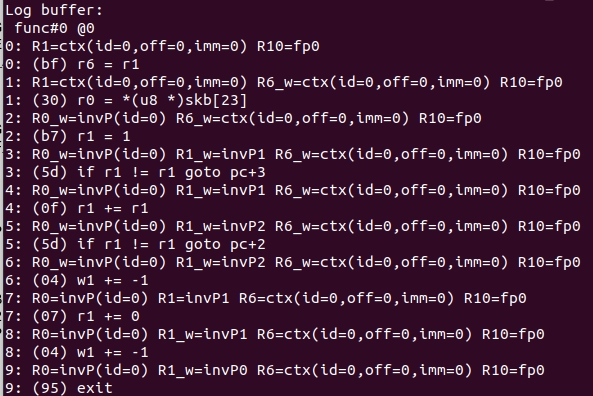 Log buffer:
func#0 @0
0: R1=ctx(id=0,off=0,imm=0) R10=fp0
0: (bf) r6 = r1
1: R1=ctx(id=0,off=0,imm=0) R6_w=ctx(id=0,off=0,imm=0) R10=fp0
1: (30) r0 = *(u8 *)skb[23]
2: R0_w=invP(id=0) R6_w=ctx(id=0,off=0,imm=0) R10=fp0
2: (b7) r1 = 1
3: R0_w=invP(id=0) R1_w=invP1 R6_w=ctx(id=0,off=0,imm=0) R10=fp0
3: (5d) if r1 != r1 goto pc+3
4: R0_w=invP(id=0) R1_w=invP1 R6_w=ctx(id=0,off=0,imm=0) R10=fp0
4: (0f) r1 += r1
5: R0_w=invP(id=0) R1_w=invP2 R6_w=ctx(id=0,off=0,imm=0) R10=fp0
5: (5d) if r1 != r1 goto pc+2
6: R0_w=invP(id=0) R1_w=invP2 R6_w=ctx(id=0,off=0,imm=0) R10=fp0
6: (04) w1 += -1
7: R0=invP(id=0) R1=invP1 R6=ctx(id=0,off=0,imm=0) R10=fp0
7: (07) r1 += 0
8: R0=invP(id=0) R1_w=invP1 R6=ctx(id=0,off=0,imm=0) R10=fp0
8: (04) w1 += -1
9: R0=invP(id=0) R1_w=invP0 R6=ctx(id=0,off=0,imm=0) R10=fp0
9: (95) exit